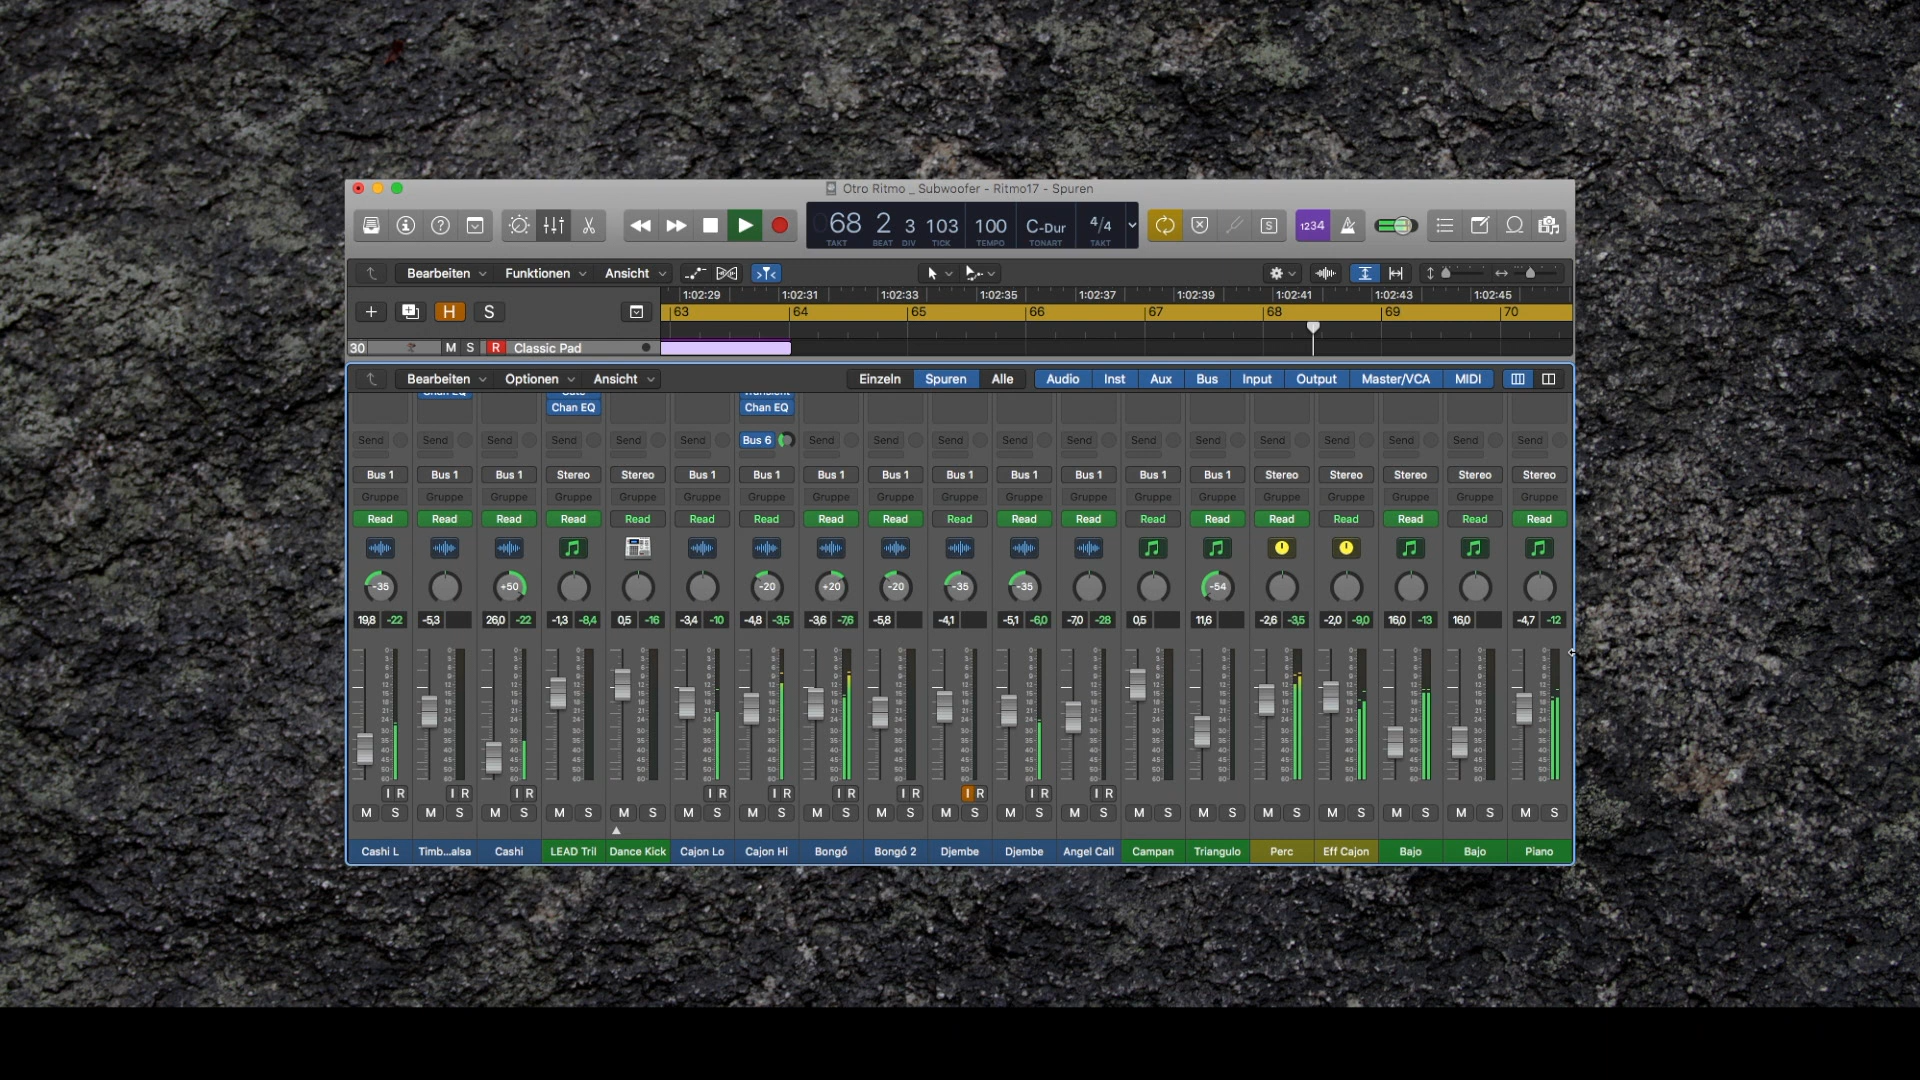 Otro Ritmo _ Subwoofer - Ritmo17 - Spuren
68 2 3 103 100 C-Dur 4/4 1234
TAKT BEAT DIV TICK TEMPO TONART TAKT
Bearbeiten Funktionen Ansicht
1:02:29 1:02:31 1:02:33 1:02:35 1:02:37 1:02:39 1:02:41 1:02:43 1:02:45
+ H S 63 64 65 66 67 68 69 70
30 M S R Classic Pad
Bearbeiten Optionen Ansicht Einzeln Spuren Alle Audio Inst Aux Bus Input Output Master/VCA MIDI
Chan EQ Chan EQ
Send Send Send Send Send Send Bus 6 Send Send Send Send Send Send Send Send Send Send Send Send
Bus 1 Bus 1 Bus 1 Stereo Stereo Bus 1 Bus 1 Bus 1 Bus 1 Bus 1 Bus 1 Bus 1 Bus 1 Bus 1 Stereo Stereo Stereo Stereo Stereo
Gruppe Gruppe Gruppe Gruppe Gruppe Gruppe Gruppe Gruppe Gruppe Gruppe Gruppe Gruppe Gruppe Gruppe Gruppe Gruppe Gruppe Gruppe Gruppe
Read Read Read Read Read Read Read Read Read Read Read Read Read Read Read Read Read Read Read
-35 +50 -20 +20 -20 -35 -35 -54
19,8 -22 -5,3 26,0 -22 -1,3 -8,4 0,5 -16 -3,4 -10 -4,8 -3,5 -3,6 -7,6 -5,8 -4,1 -5,1 -6,0 -7,0 -28 0,5 11,6 -2,6 -3,5 -2,0 -9,0 16,0 -13 16,0 -4,7 -12
I R I R I R I R I R I R I R I R I R I R
M S M S M S M S M S M S M S M S M S M S M S M S M S M S M S M S M S M S M S
Cashi L Timb...alsa Cashi LEAD Tril Dance Kick Cajon Lo Cajon Hi Bongó Bongó 2 Djembe Djembe Angel Call Campan Triangulo Perc Eff Cajon Bajo Bajo Piano